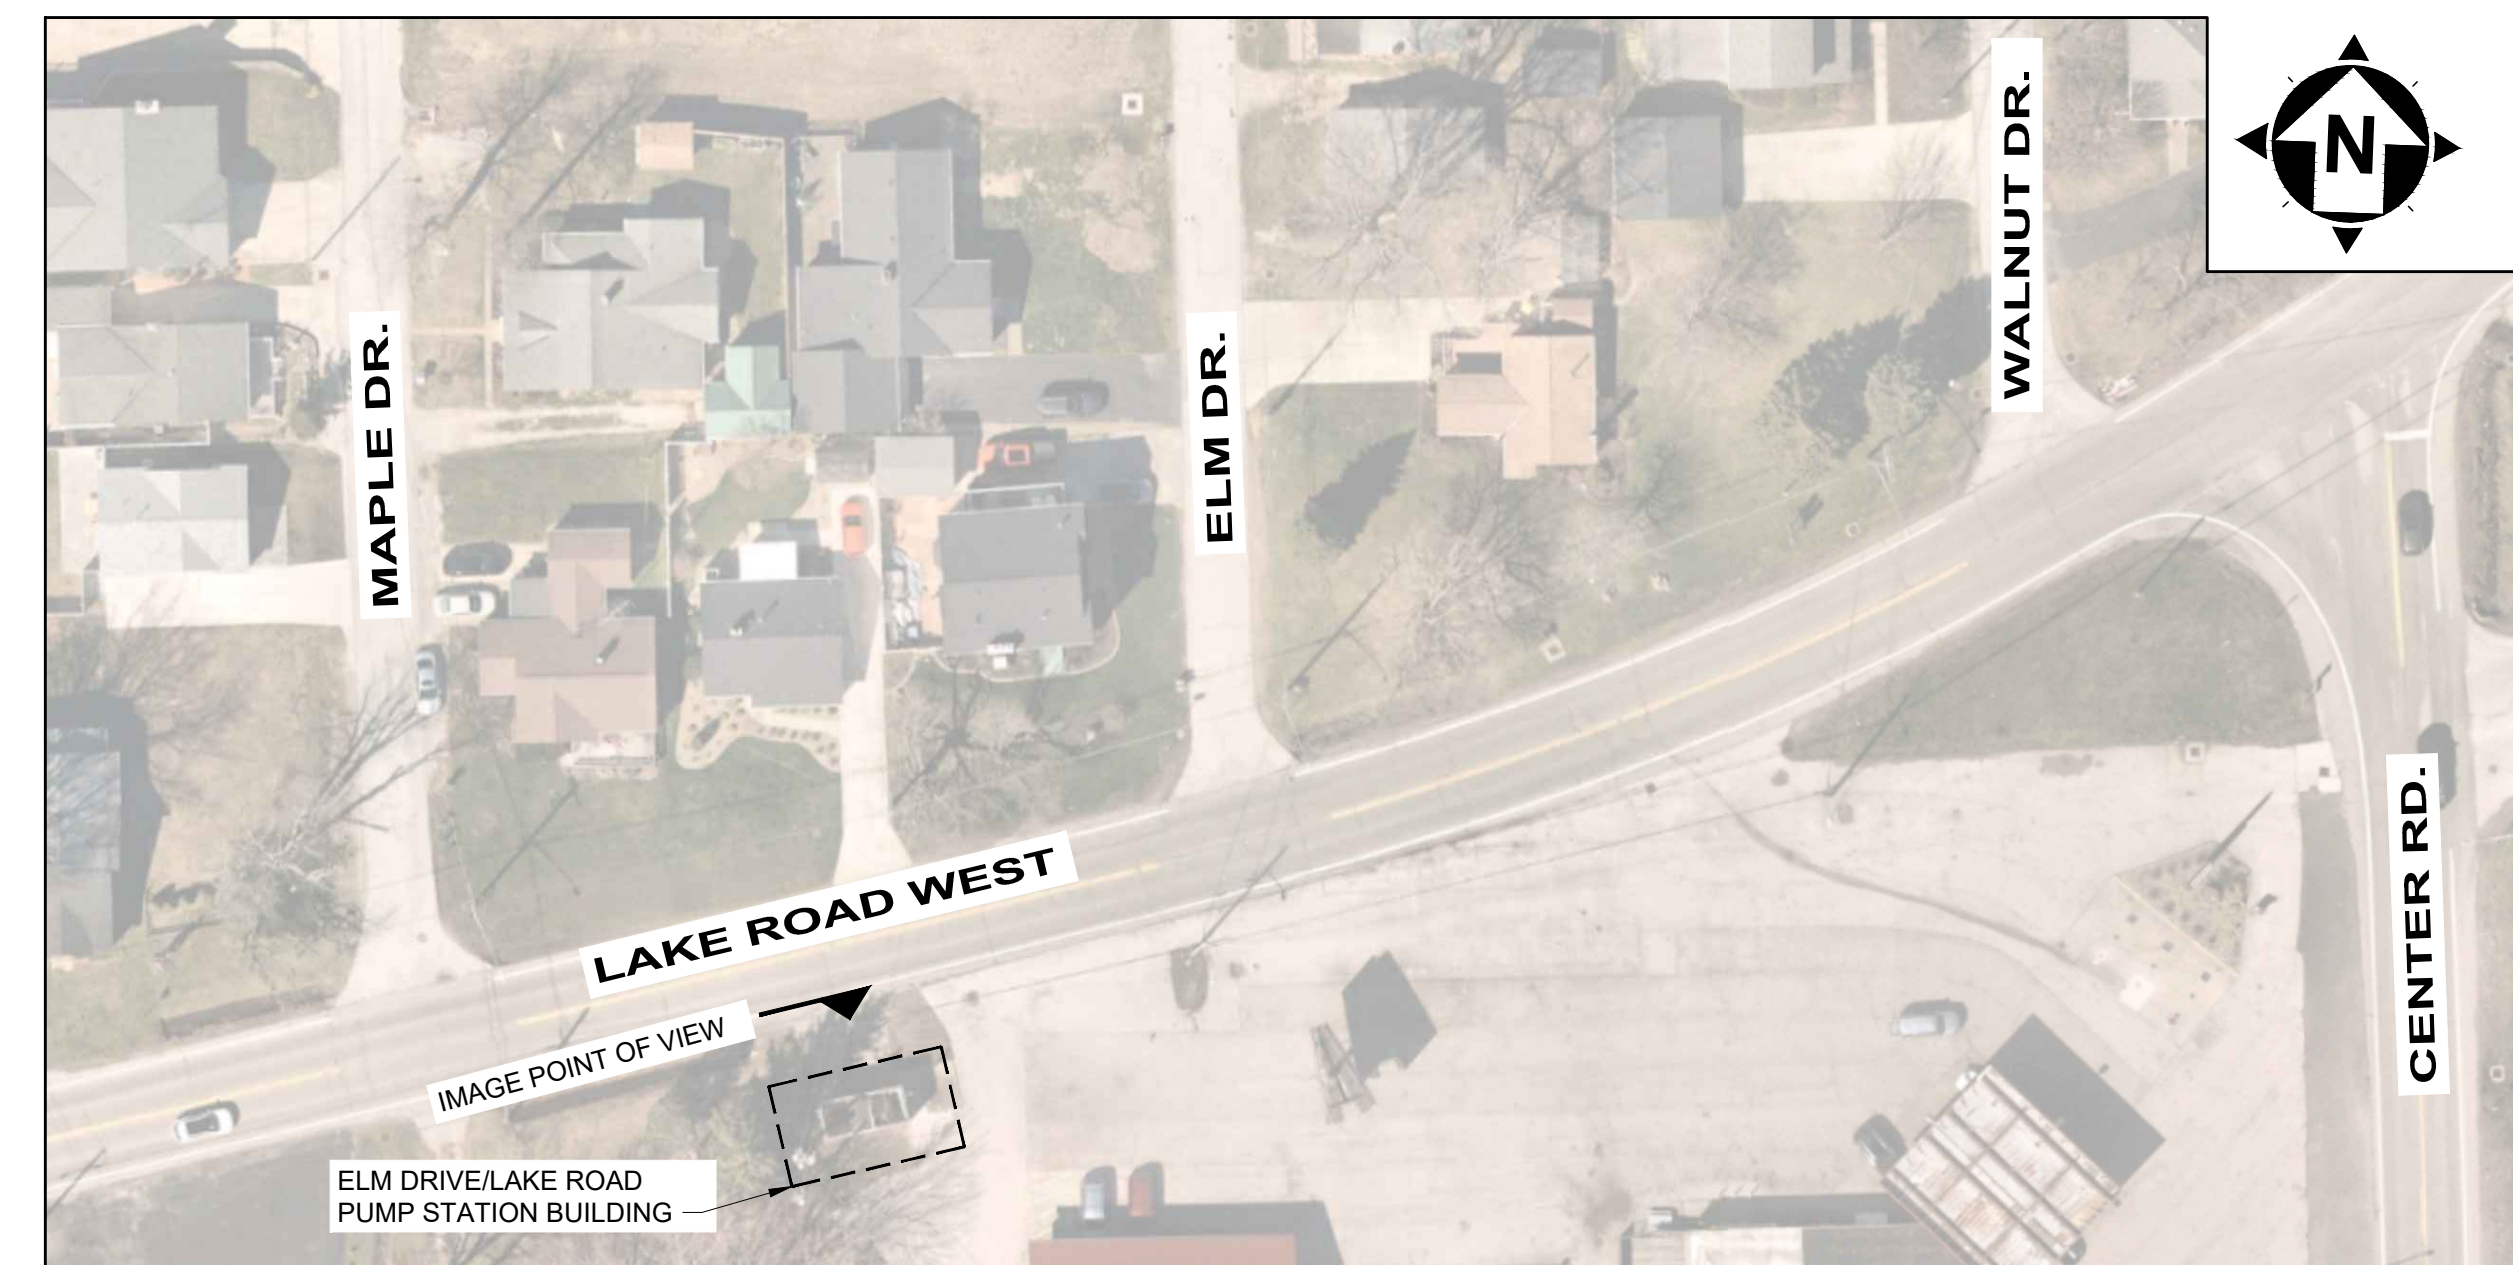 N
WALNUT DR.
MAPLE DR.
ELM DR.
CENTER RD.
LAKE ROAD WEST
IMAGE POINT OF VIEW
ELM DRIVE/LAKE ROAD
PUMP STATION BUILDING